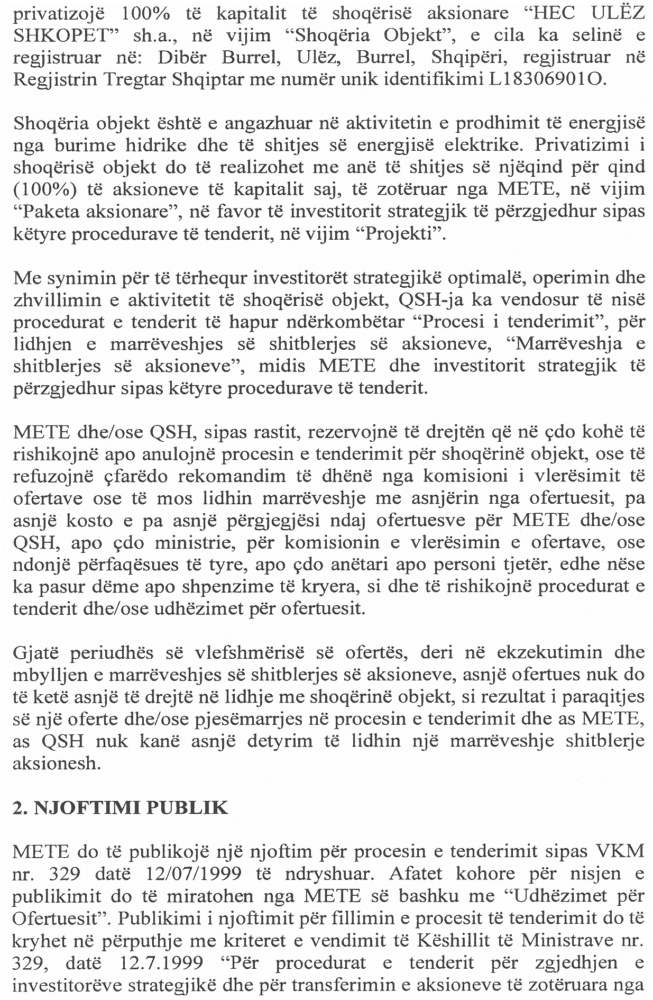 privatizojë 100% të kapitalit të shoqërisë aksionare “HEC ULËZ
SHKOPET” sh.a., në vijim “Shoqëria Objekt”, e cila ka selinë e
regjistruar në: Dibër Burrel, Ulëz, Burrel, Shqipëri, regjistruar në
Regjistrin Tregtar Shqiptar me numër unik identifikimi L18306901O.

Shoqëria objekt është e angazhuar në aktivitetin e prodhimit të energjisë
nga burime hidrike dhe të shitjes së energjisë elektrike. Privatizimi i
shoqërisë objekt do të realizohet me anë të shitjes së njëqind për qind
(100%) të aksioneve të kapitalit saj, të zotëruar nga METE, në vijim
“Paketa aksionare”, në favor të investitorit strategjik të përzgjedhur sipas
këtyre procedurave të tenderit, në vijim “Projekti”.

Me synimin për të tërhequr investitorët strategjikë optimalë, operimin dhe
zhvillimin e aktivitetit të shoqërisë objekt, QSH-ja ka vendosur të nisë
procedurat e tenderit të hapur ndërkombëtar “Procesi i tenderimit”, për
lidhjen e marrëveshjes së shitblerjes së aksioneve, “Marrëveshja e
shitblerjes së aksioneve”, midis METE dhe investitorit strategjik të
përzgjedhur sipas këtyre procedurave të tenderit.

METE dhe/ose QSH, sipas rastit, rezervojnë të drejtën që në çdo kohë të
rishikojnë apo anulojnë procesin e tenderimit për shoqërinë objekt, ose të
refuzojnë çfarëdo rekomandim të dhënë nga komisioni i vlerësimit të
ofertave ose të mos lidhin marrëveshje me asnjërin nga ofertuesit, pa
asnjë kosto e pa asnjë përgjegjësi ndaj ofertuesve për METE dhe/ose
QSH, apo çdo ministrie, për komisionin e vlerësimin e ofertave, ose
ndonjë përfaqësues të tyre, apo çdo anëtari apo personi tjetër, edhe nëse
ka pasur dëme apo shpenzime të kryera, si dhe të rishikojnë procedurat e
tenderit dhe/ose udhëzimet për ofertuesit.

Gjatë periudhës së vlefshmërisë së ofertës, deri në ekzekutimin dhe
mbylljen e marrëveshjes së shitblerjes së aksioneve, asnjë ofertues nuk do
të ketë asnjë të drejtë në lidhje me shoqërinë objekt, si rezultat i paraqitjes
së një oferte dhe/ose pjesëmarrjes në procesin e tenderimit dhe as METE,
as QSH nuk kanë asnjë detyrim të lidhin një marrëveshje shitblerje
aksionesh.

2. NJOFTIMI PUBLIK

METE do të publikojë një njoftim për procesin e tenderimit sipas VKM
nr. 329 datë 12/07/1999 të ndryshuar. Afatet kohore për nisjen e
publikimit do të miratohen nga METE së bashku me “Udhëzimet për
Ofertuesit”. Publikimi i njoftimit për fillimin e procesit të tenderimit do të
kryhet në përputhje me kriteret e vendimit të Këshillit të Ministrave nr.
329, datë 12.7.1999 “Për procedurat e tenderit për zgjedhjen e
investitorëve strategjikë dhe për transferimin e aksioneve të zotëruara nga